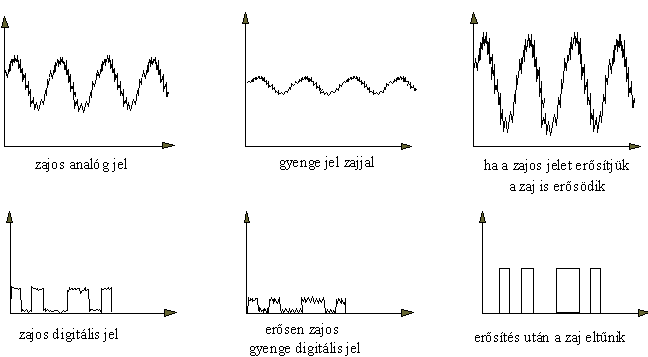 zajos analóg jel
gyenge jel zajjal
ha a zajos jelet erősítjük
a zaj is erősödik
zajos digitális jel
erősen zajos
gyenge digitális jel
erősítés után a zaj eltűnik